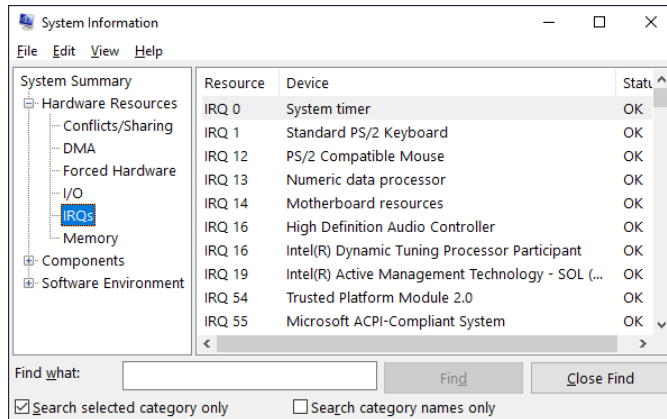 System Information
File Edit View Help
System Summary
Hardware Resources
Conflicts/Sharing
DMA
Forced Hardware
I/O
IRQs
Memory
Components
Software Environment
Resource Device Statu
IRQ 0 System timer OK
IRQ 1 Standard PS/2 Keyboard OK
IRQ 12 PS/2 Compatible Mouse OK
IRQ 13 Numeric data processor OK
IRQ 14 Motherboard resources OK
IRQ 16 High Definition Audio Controller OK
IRQ 16 Intel(R) Dynamic Tuning Processor Participant OK
IRQ 19 Intel(R) Active Management Technology - SOL (... OK
IRQ 54 Trusted Platform Module 2.0 OK
IRQ 55 Microsoft ACPI-Compliant System OK
Find what: Find Close Find
Search selected category only Search category names only